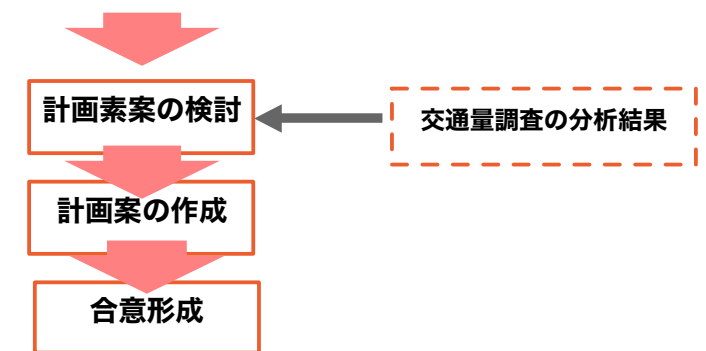 計画素案の検討
交通量調査の分析結果
計画案の作成
合意形成